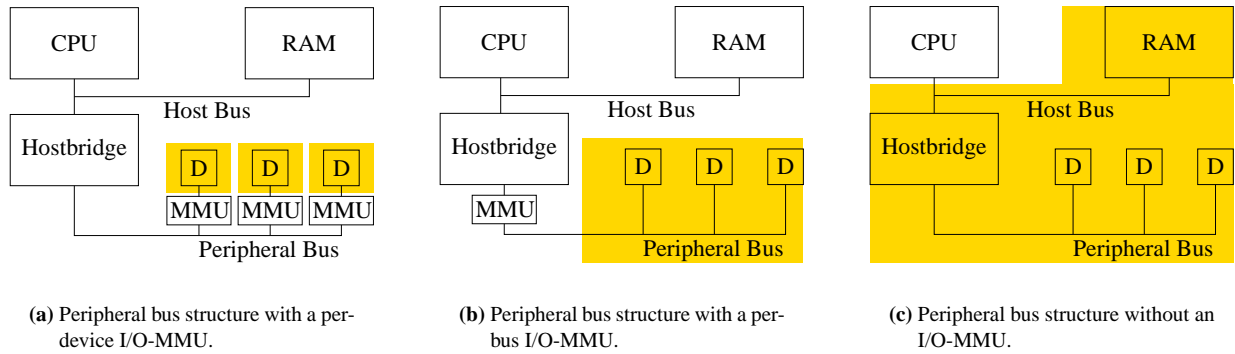 CPU
RAM
Host Bus
Hostbridge
D D D
MMU MMU MMU
Peripheral Bus
(a) Peripheral bus structure with a per-
device I/O-MMU.
CPU
RAM
Host Bus
Hostbridge
D D D
MMU
Peripheral Bus
(b) Peripheral bus structure with a per-
bus I/O-MMU.
CPU
RAM
Host Bus
Hostbridge
D D D
Peripheral Bus
(c) Peripheral bus structure without an
I/O-MMU.